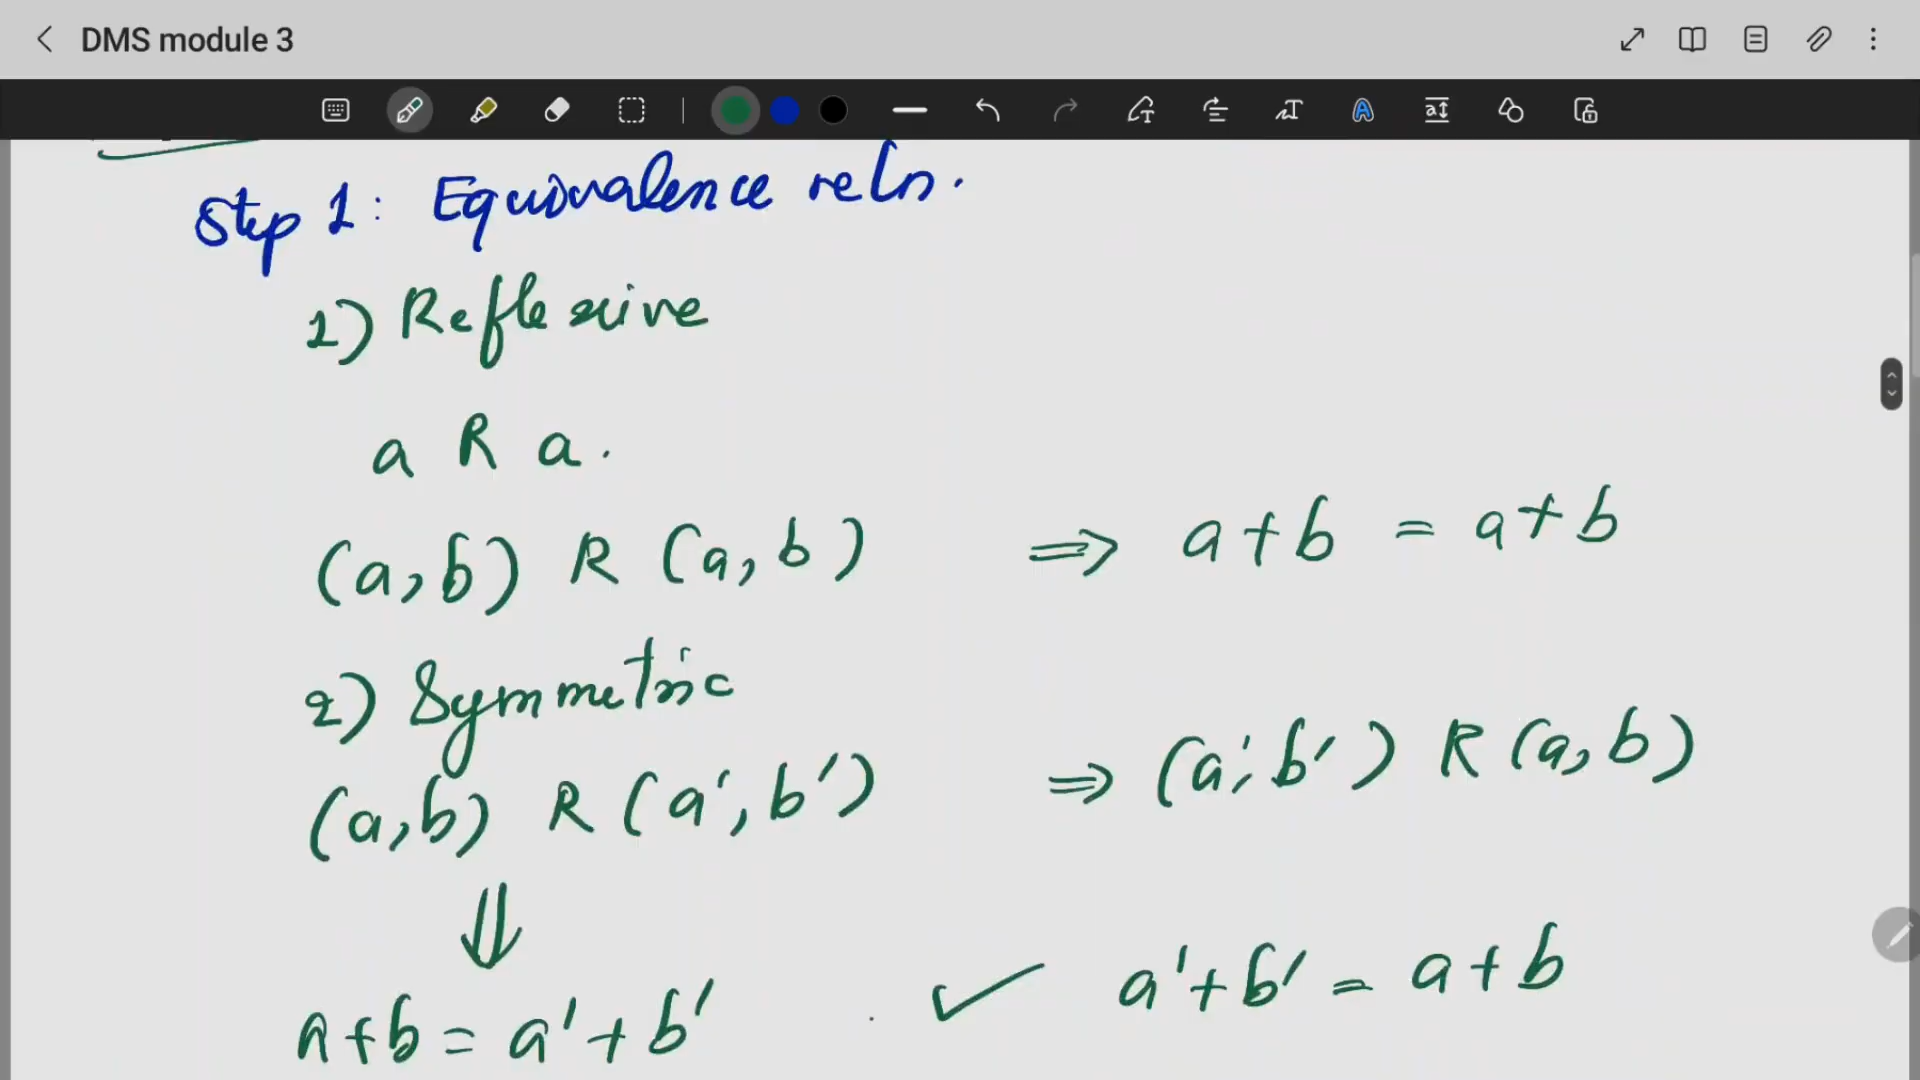 DMS module 3
Step 1: Equivalence reln.
1) Reflexive
a R a.
(a,b) R (a,b) ⇒ a+b = a+b
2) Symmetric
(a,b) R (a',b') ⇒ (a',b') R (a,b)
⇓
a+b = a'+b' ✓ a'+b' = a+b